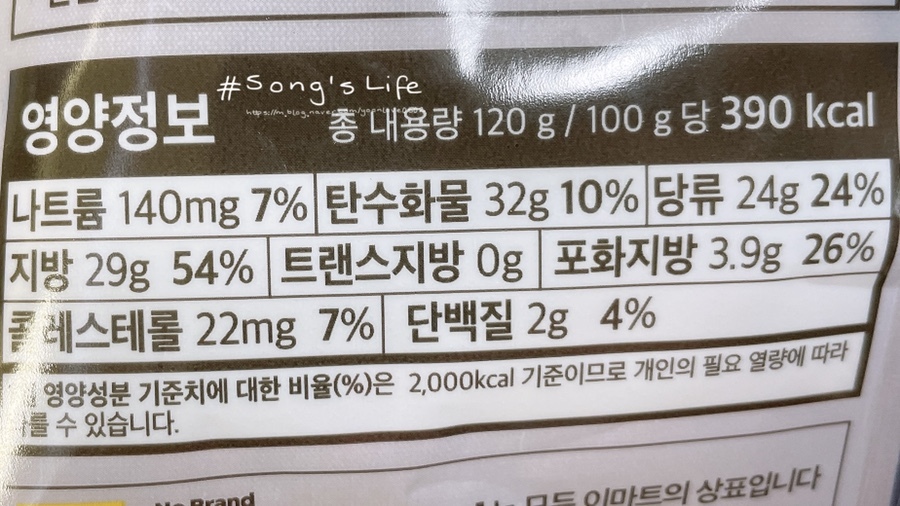 #Song's Life
영양정보 총 내용량 120 g / 100 g 당 390 kcal
나트륨 140mg 7% 탄수화물 32g 10% 당류 24g 24%
지방 29g 54% 트랜스지방 0g 포화지방 3.9g 26%
콜레스테롤 22mg 7% 단백질 2g 4%
영양성분 기준치에 대한 비율(%)은 2,000kcal 기준이므로 개인의 필요 열량에 따라
를 수 있습니다.
No Brand
모든 이마트의 상표입니다